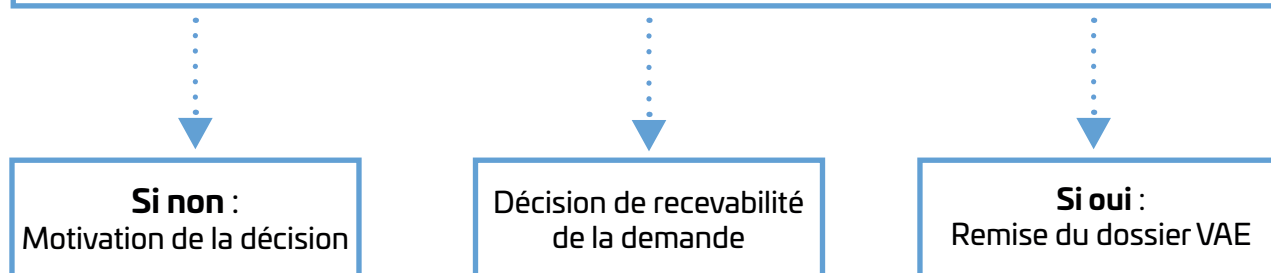 Si non :
Motivation de la décision
Décision de recevabilité
de la demande
Si oui :
Remise du dossier VAE